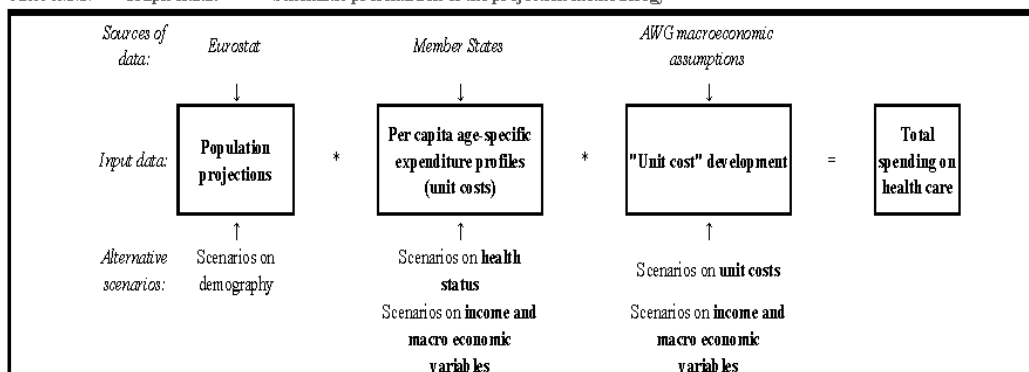 Sources of data:
Eurostat
Member States
AWG macroeconomic assumptions
↓ ↓ ↓
Input data:
Population projections
*
Per capita age-specific expenditure profiles (unit costs)
*
"Unit cost" development
=
Total spending on health care
↑ ↑ ↑
Alternative scenarios:
Scenarios on demography
Scenarios on health status
Scenarios on income and macro economic variables
Scenarios on unit costs
Scenarios on income and macro economic variables